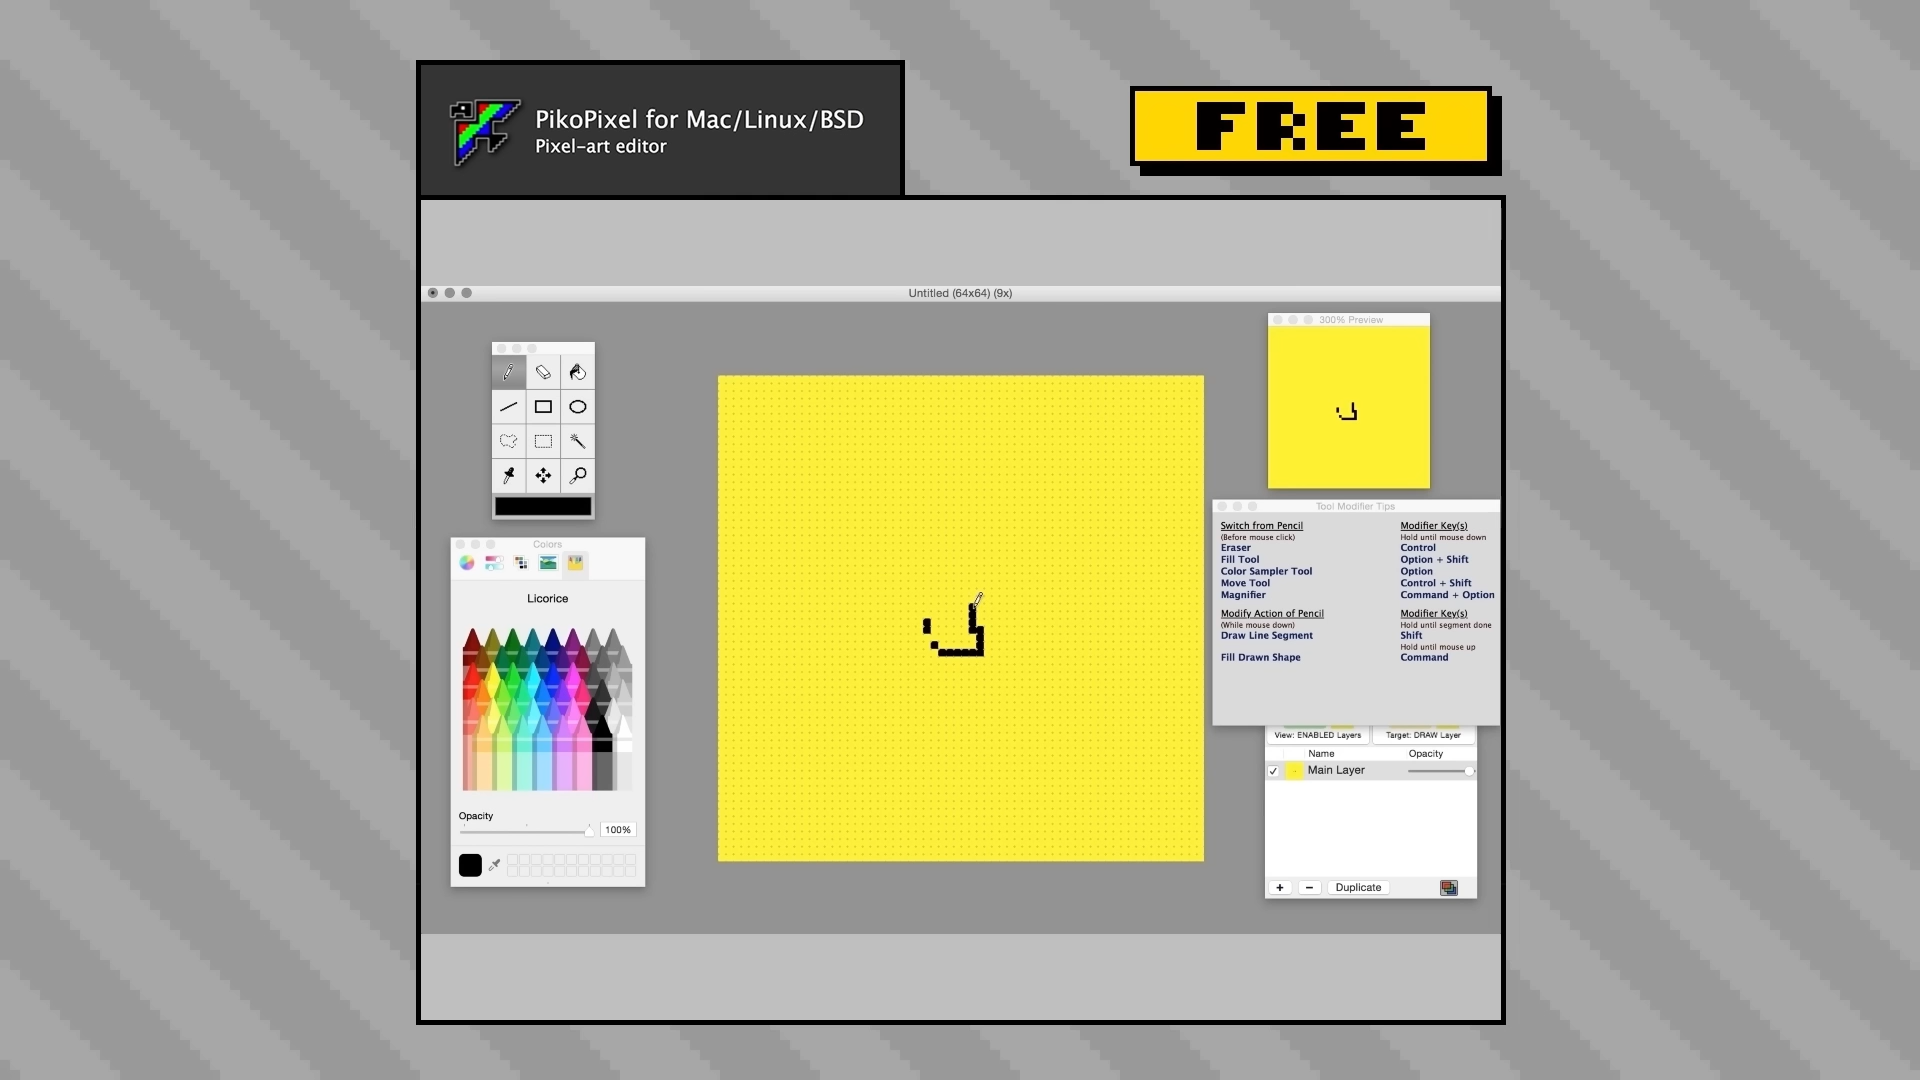 PikoPixel for Mac/Linux/BSD
Pixel-art editor
FREE
Untitled (64x64) (9x)
300% Preview
Colors
Licorice
Opacity
100%
Tool Modifier Tips
Switch from Pencil Modifier Key(s)
(Before mouse click) Hold until mouse down
Eraser Control
Fill Tool Option + Shift
Color Sampler Tool Option
Move Tool Control + Shift
Magnifier Command + Option
Modify Action of Pencil Modifier Key(s)
(While mouse down) Hold until segment done
Draw Line Segment Shift
Hold until mouse up
Fill Drawn Shape Command
View: ENABLED Layers Target: DRAW Layer
Name Opacity
Main Layer
+ − Duplicate